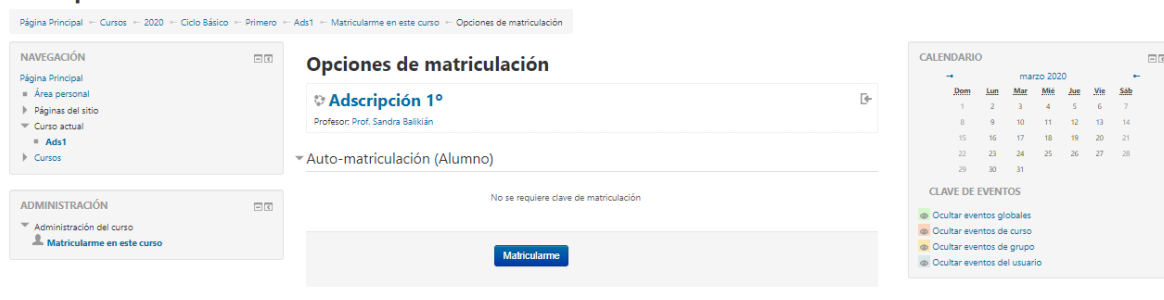 Página Principal ← Cursos ← 2020 ← Ciclo Básico ← Primero ← Ads1 ← Matricularme en este curso ← Opciones de matriculación
NAVEGACIÓN
Página Principal
Área personal
Páginas del sitio
Curso actual
Ads1
Cursos
ADMINISTRACIÓN
Administración del curso
Matricularme en este curso
Opciones de matriculación
Adscripción 1º
Profesor: Prof. Sandra Balikián
Auto-matriculación (Alumno)
No se requiere clave de matriculación
Matricularme
CALENDARIO
→ marzo 2020 ←
Dom Lun Mar Mié Jue Vie Sáb
1 2 3 4 5 6 7
8 9 10 11 12 13 14
15 16 17 18 19 20 21
22 23 24 25 26 27 28
29 30 31
CLAVE DE EVENTOS
Ocultar eventos globales
Ocultar eventos de curso
Ocultar eventos de grupo
Ocultar eventos del usuario